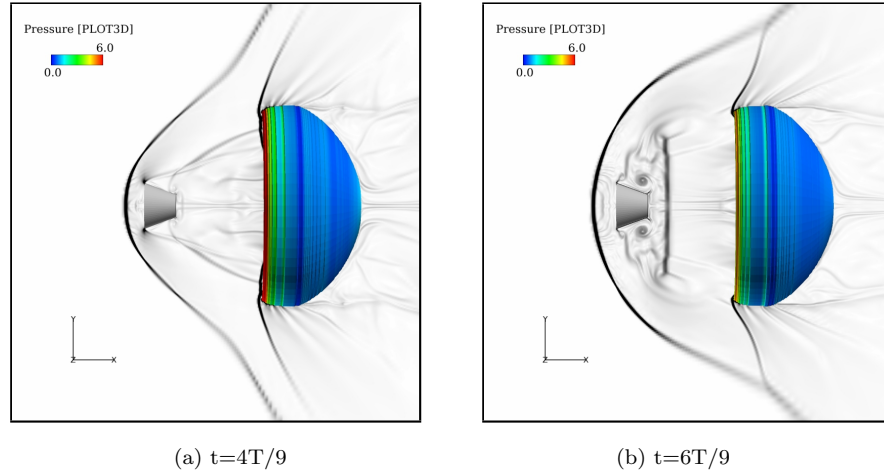 Pressure [PLOT3D]
6.0
0.0
Y
Z X
(a) t=4T/9
Pressure [PLOT3D]
6.0
0.0
Y
Z X
(b) t=6T/9